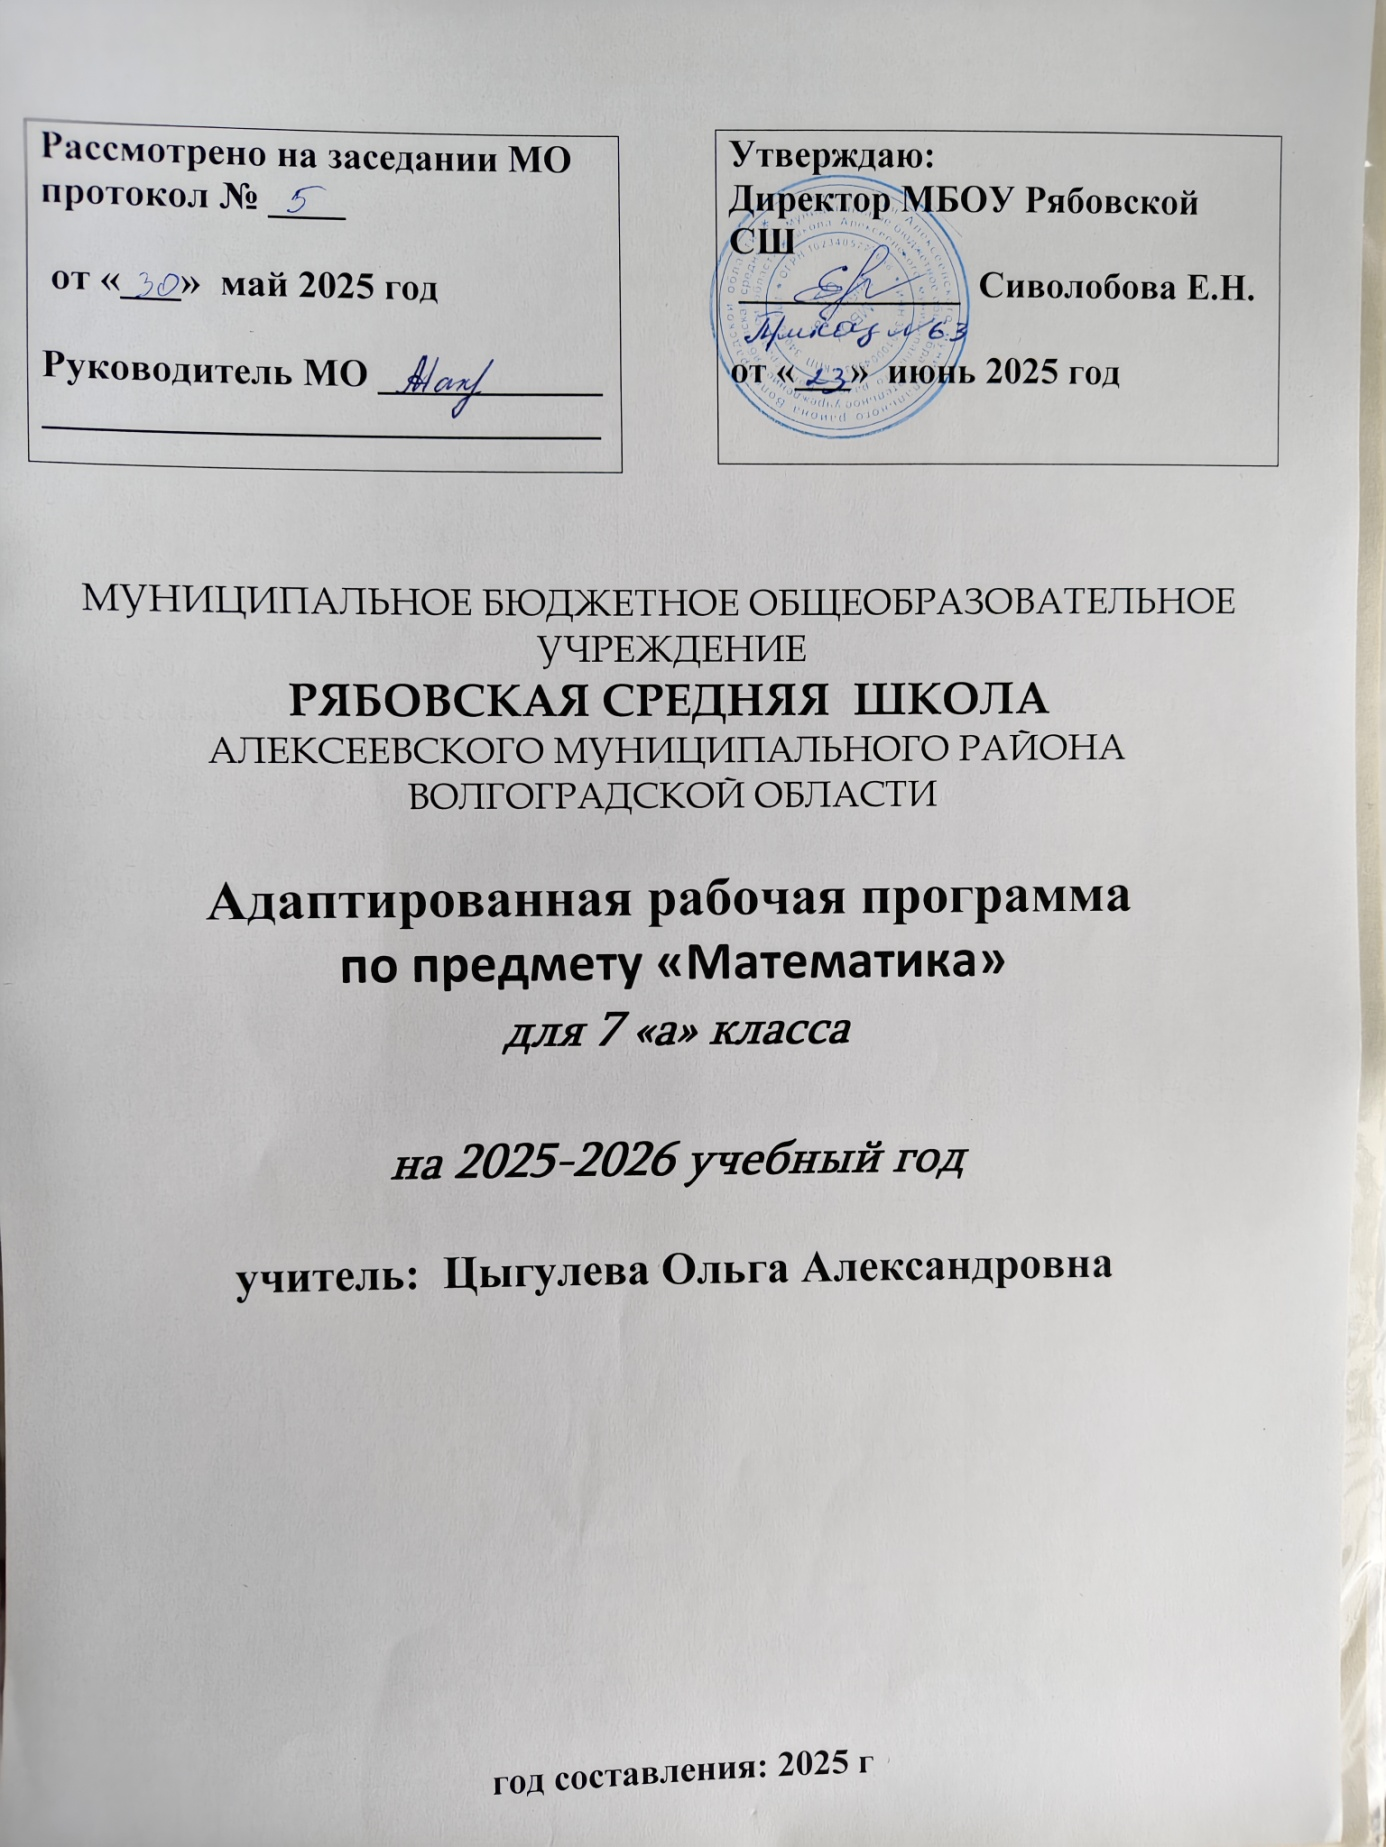 Рассмотрено на заседании МО
протокол № 5
от «30» май 2025 год
Руководитель МО
Утверждаю:
Директор МБОУ Рябовской
СШ
Сиволобова Е.Н.
Приказ № 63
от «23» июнь 2025 год
МУНИЦИПАЛЬНОЕ БЮДЖЕТНОЕ ОБЩЕОБРАЗОВАТЕЛЬНОЕ
УЧРЕЖДЕНИЕ
РЯБОВСКАЯ СРЕДНЯЯ ШКОЛА
АЛЕКСЕЕВСКОГО МУНИЦИПАЛЬНОГО РАЙОНА
ВОЛГОГРАДСКОЙ ОБЛАСТИ
Адаптированная рабочая программа
по предмету «Математика»
для 7 «а» класса
на 2025-2026 учебный год
учитель: Цыгулева Ольга Александровна
год составления: 2025 г